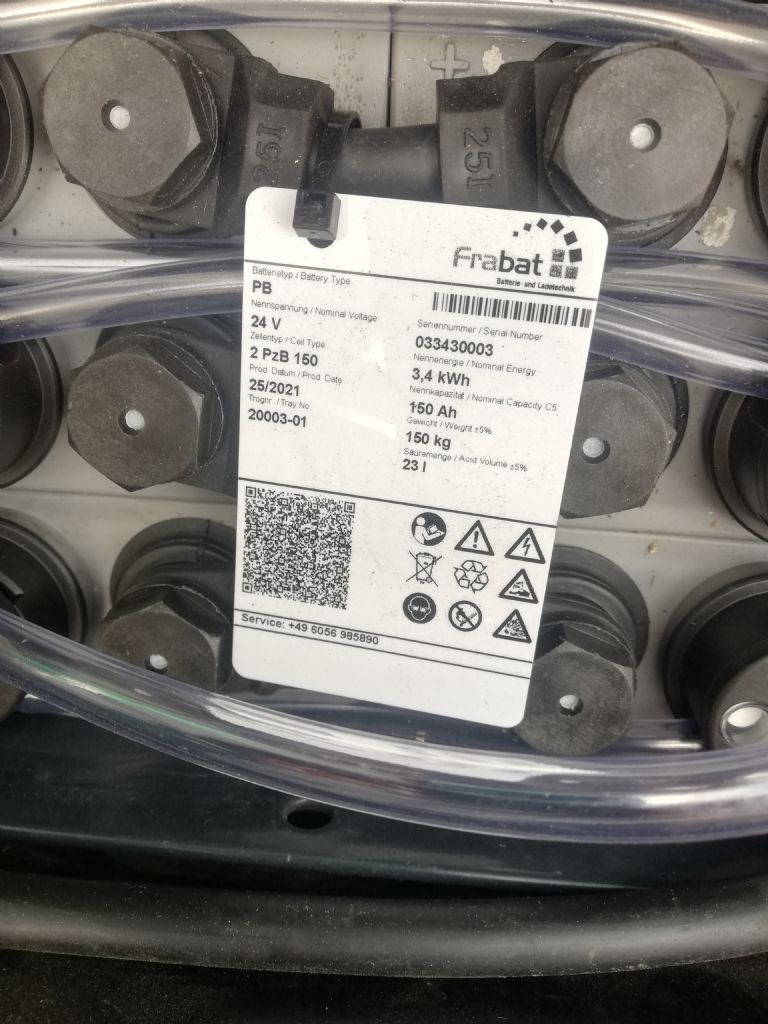 +
251
251
Frabat
Batterie- und Ladetechnik
Batterietyp / Battery Type
PB
Nennspannung / Nominal Voltage
24 V
Zellentyp / Cell Type
2 PzB 150
Prod. Datum / Prod. Date
25/2021
Trognr. / Tray No
20003-01
Seriennummer / Serial Number
033430003
Nennenergie / Nominal Energy
3,4 kWh
Nennkapazität / Nominal Capacity C5
150 Ah
Gewicht / Weight ±5%
150 kg
Säuremenge / Acid Volume ±5%
23 l
Service: +49 6056 985890